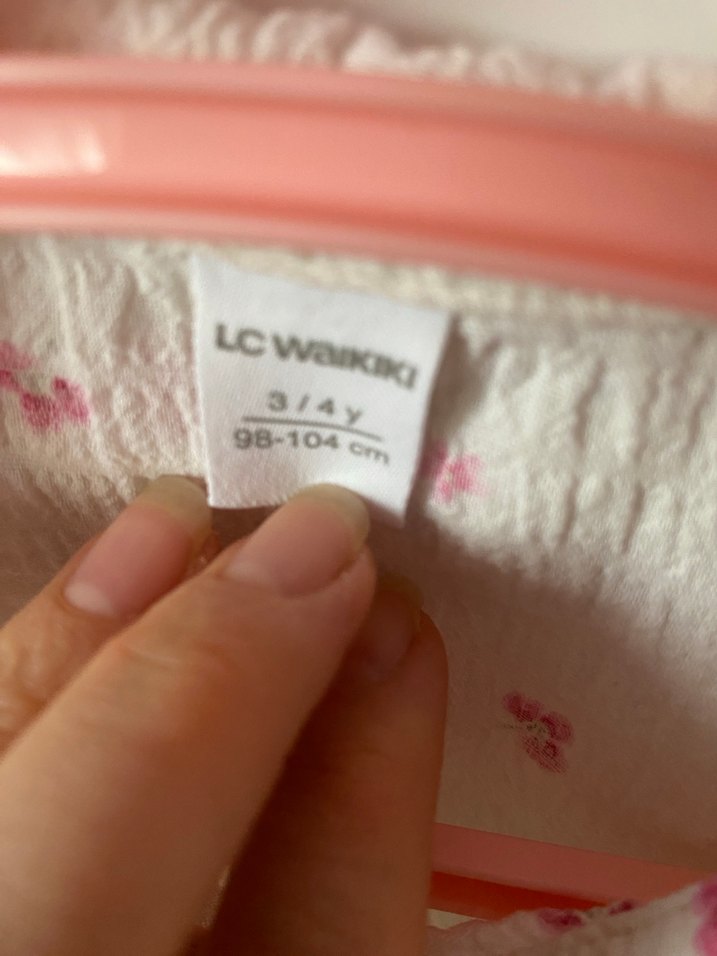 LC WAIKIKI
3 / 4 y
98-104 cm